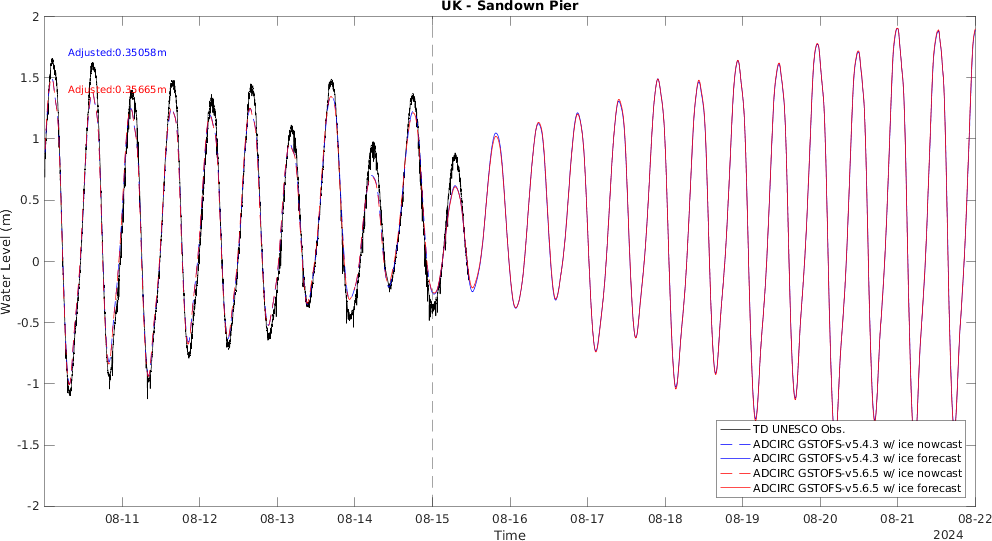 UK - Sandown Pier
Adjusted:0.35058m
Adjusted:0.35665m
Water Level (m)
2
1.5
1
0.5
0
-0.5
-1
-1.5
-2
08-11
08-12
08-13
08-14
08-15
08-16
08-17
08-18
08-19
08-20
08-21
08-22
Time
2024
TD UNESCO Obs.
ADCIRC GSTOFS-v5.4.3 w/ ice nowcast
ADCIRC GSTOFS-v5.4.3 w/ ice forecast
ADCIRC GSTOFS-v5.6.5 w/ ice nowcast
ADCIRC GSTOFS-v5.6.5 w/ ice forecast